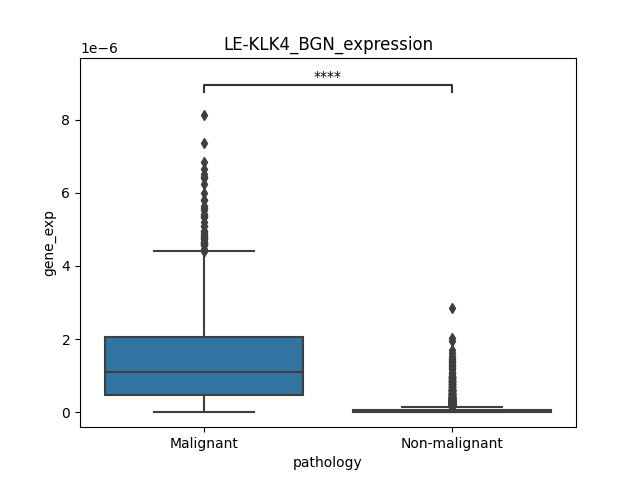 LE-KLK4_BGN_expression
1e−6
****
8
6
4
2
0
gene_exp
Malignant
Non-malignant
pathology